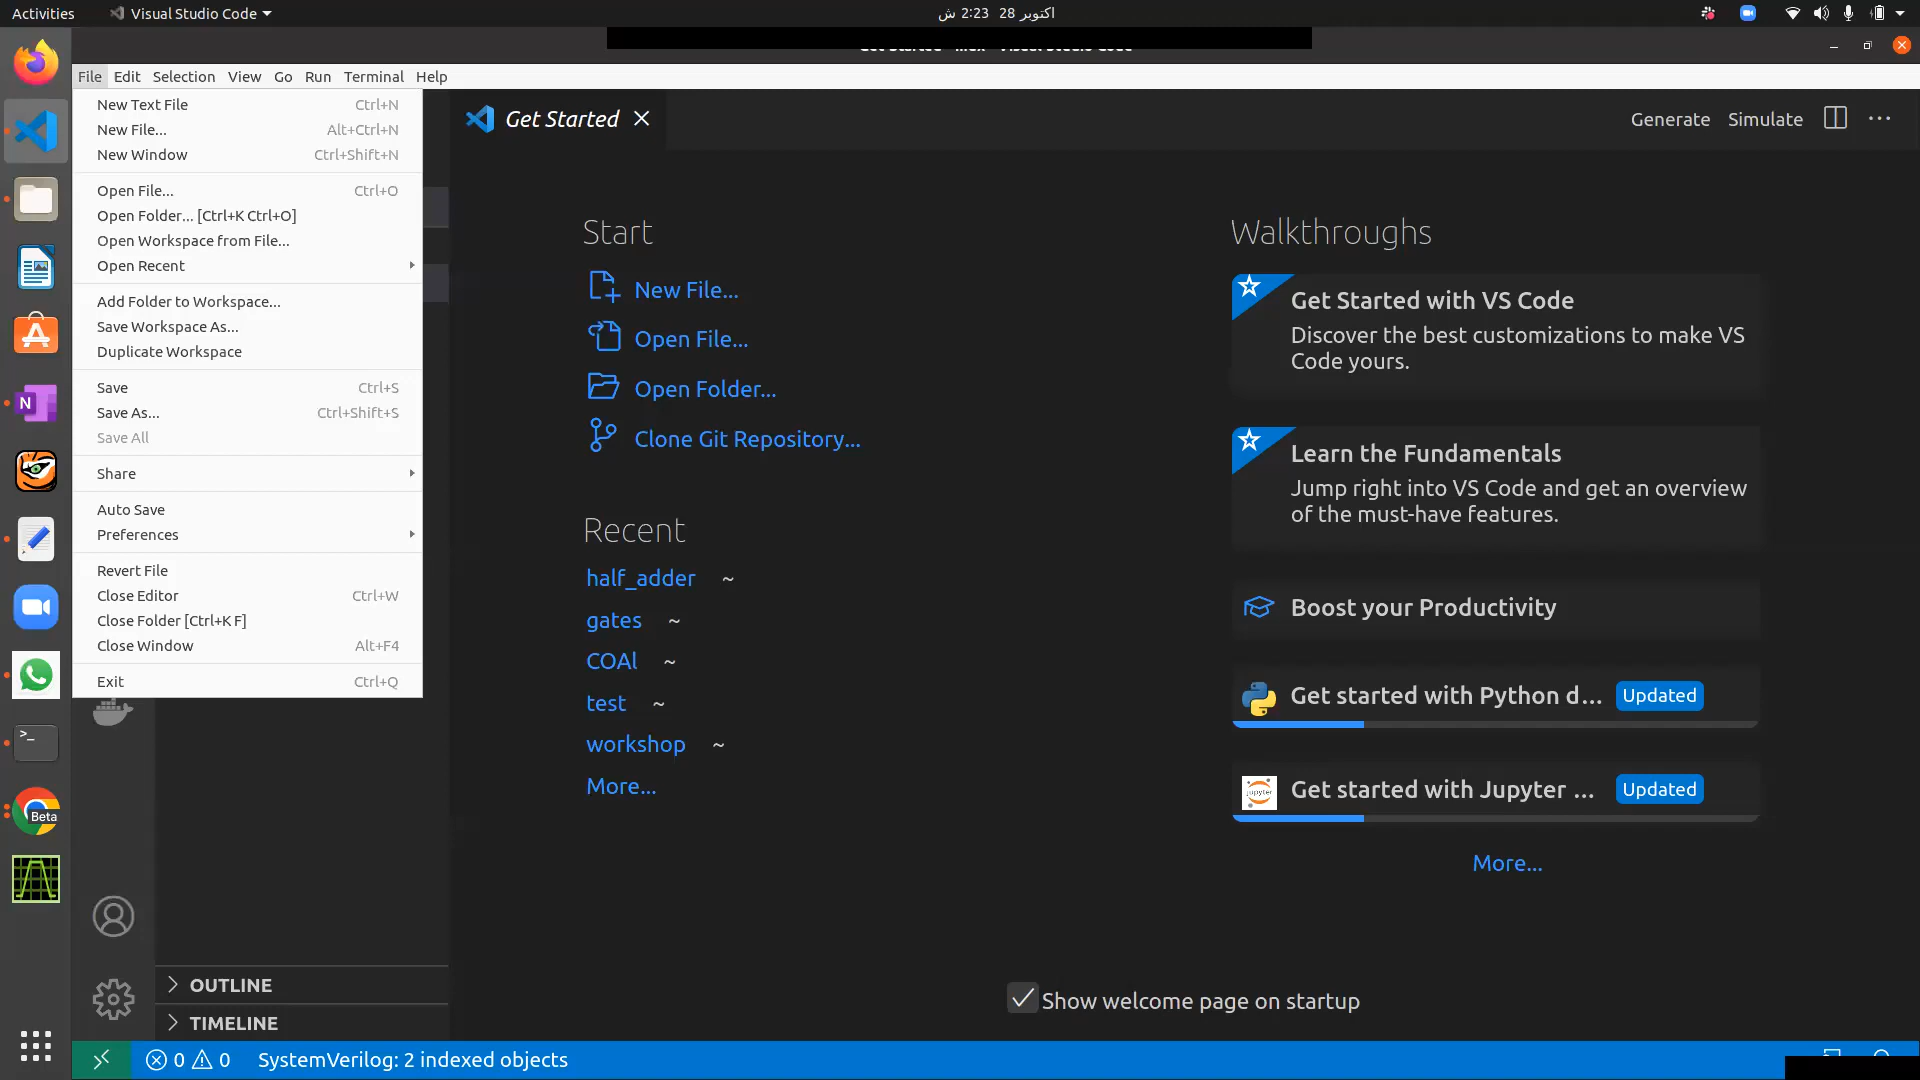 Activities
Visual Studio Code
اکتوبر 28  2:23 ش
File Edit Selection View Go Run Terminal Help
New Text File Ctrl+N
New File... Alt+Ctrl+N
New Window Ctrl+Shift+N
Open File... Ctrl+O
Open Folder... [Ctrl+K Ctrl+O]
Open Workspace from File...
Open Recent
Add Folder to Workspace...
Save Workspace As...
Duplicate Workspace
Save Ctrl+S
Save As... Ctrl+Shift+S
Save All
Share
Auto Save
Preferences
Revert File
Close Editor Ctrl+W
Close Folder [Ctrl+K F]
Close Window Alt+F4
Exit Ctrl+Q
Get Started
Generate Simulate
Start
New File...
Open File...
Open Folder...
Clone Git Repository...
Recent
half_adder ~
gates ~
COAl ~
test ~
workshop ~
More...
Walkthroughs
Get Started with VS Code
Discover the best customizations to make VS
Code yours.
Learn the Fundamentals
Jump right into VS Code and get an overview
of the must-have features.
Boost your Productivity
Get started with Python d... Updated
jupyter
Get started with Jupyter ... Updated
More...
Show welcome page on startup
N
>_
Beta
OUTLINE
TIMELINE
0 0 SystemVerilog: 2 indexed objects